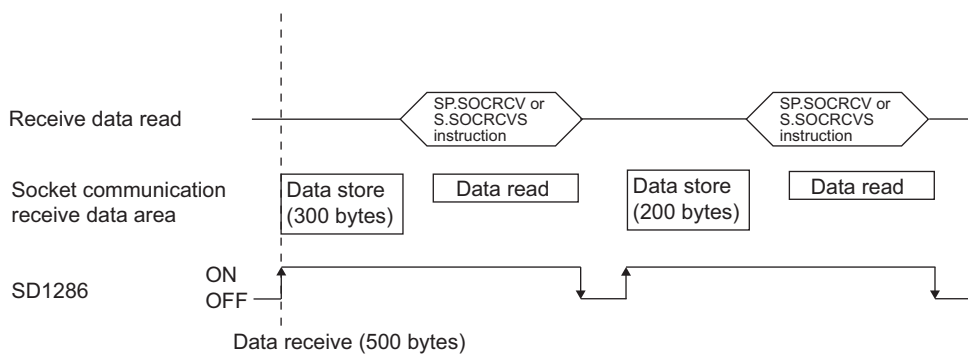 Receive data read
SP.SOCRCV or
S.SOCRCVS
instruction
SP.SOCRCV or
S.SOCRCVS
instruction
Socket communication
receive data area
Data store
(300 bytes)
Data read
Data store
(200 bytes)
Data read
SD1286
ON
OFF
Data receive (500 bytes)